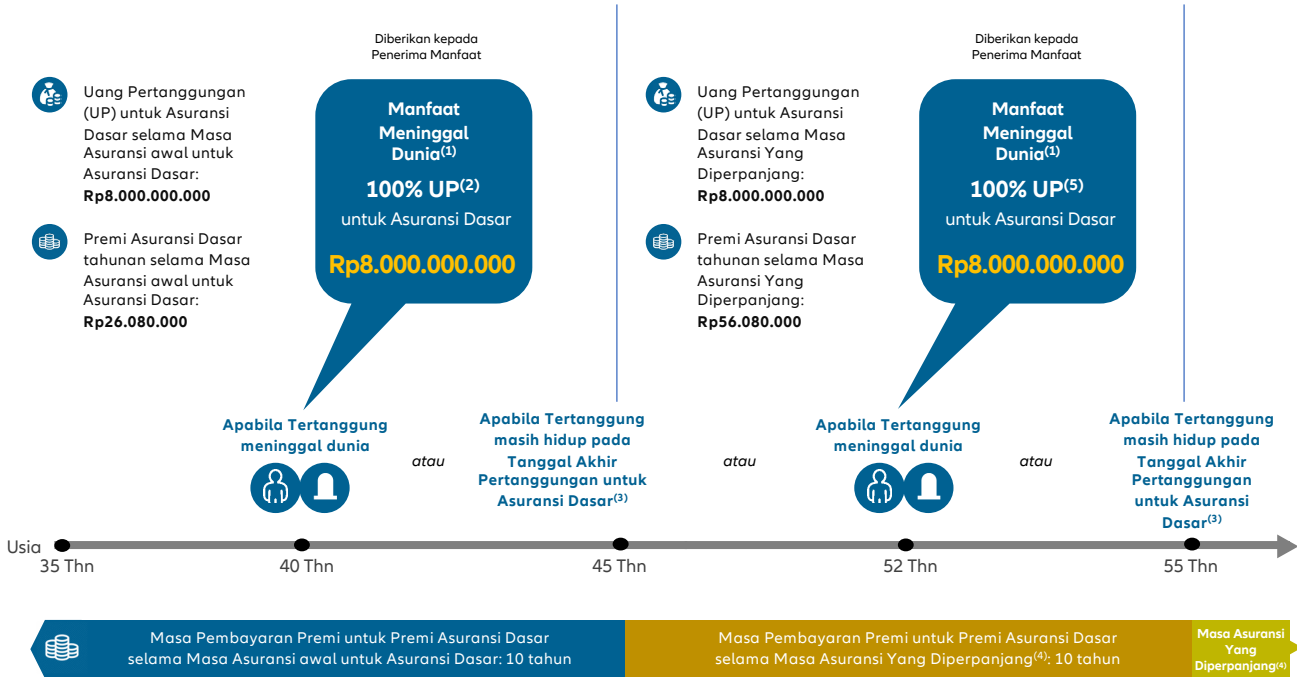 Diberikan kepada
Penerima Manfaat
Uang Pertanggungan
(UP) untuk Asuransi
Dasar selama Masa
Asuransi awal untuk
Asuransi Dasar:
Rp8.000.000.000
Premi Asuransi Dasar
tahunan selama Masa
Asuransi awal untuk
Asuransi Dasar:
Rp26.080.000
Manfaat
Meninggal
Dunia(1)
100% UP(2)
untuk Asuransi Dasar
Rp8.000.000.000
Diberikan kepada
Penerima Manfaat
Uang Pertanggungan
(UP) untuk Asuransi
Dasar selama Masa
Asuransi Yang
Diperpanjang:
Rp8.000.000.000
Premi Asuransi Dasar
tahunan selama Masa
Asuransi Yang
Diperpanjang:
Rp56.080.000
Manfaat
Meninggal
Dunia(1)
100% UP(5)
untuk Asuransi Dasar
Rp8.000.000.000
Apabila Tertanggung
meninggal dunia
atau
Apabila Tertanggung
masih hidup pada
Tanggal Akhir
Pertanggungan untuk
Asuransi Dasar(3)
atau
Apabila Tertanggung
meninggal dunia
atau
Apabila Tertanggung
masih hidup pada
Tanggal Akhir
Pertanggungan
untuk Asuransi
Dasar(3)
Usia
35 Thn
40 Thn
45 Thn
52 Thn
55 Thn
Masa Pembayaran Premi untuk Premi Asuransi Dasar
selama Masa Asuransi awal untuk Asuransi Dasar: 10 tahun
Masa Pembayaran Premi untuk Premi Asuransi Dasar
selama Masa Asuransi Yang Diperpanjang(4): 10 tahun
Masa Asuransi
Yang
Diperpanjang(4)